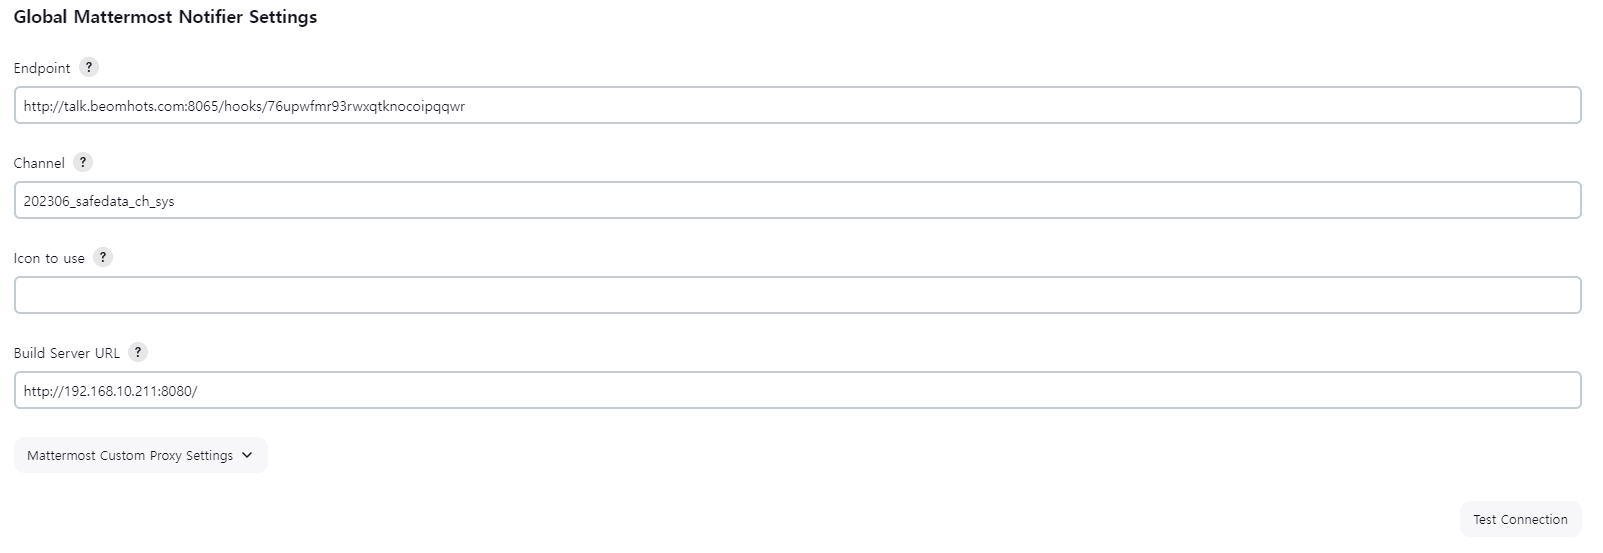 Global Mattermost Notifier Settings
Endpoint ?
http://talk.beomhots.com:8065/hooks/76upwfmr93rwxqtknocoipqqwr
Channel ?
202306_safedata_ch_sys
Icon to use ?
Build Server URL ?
http://192.168.10.211:8080/
Mattermost Custom Proxy Settings
Test Connection